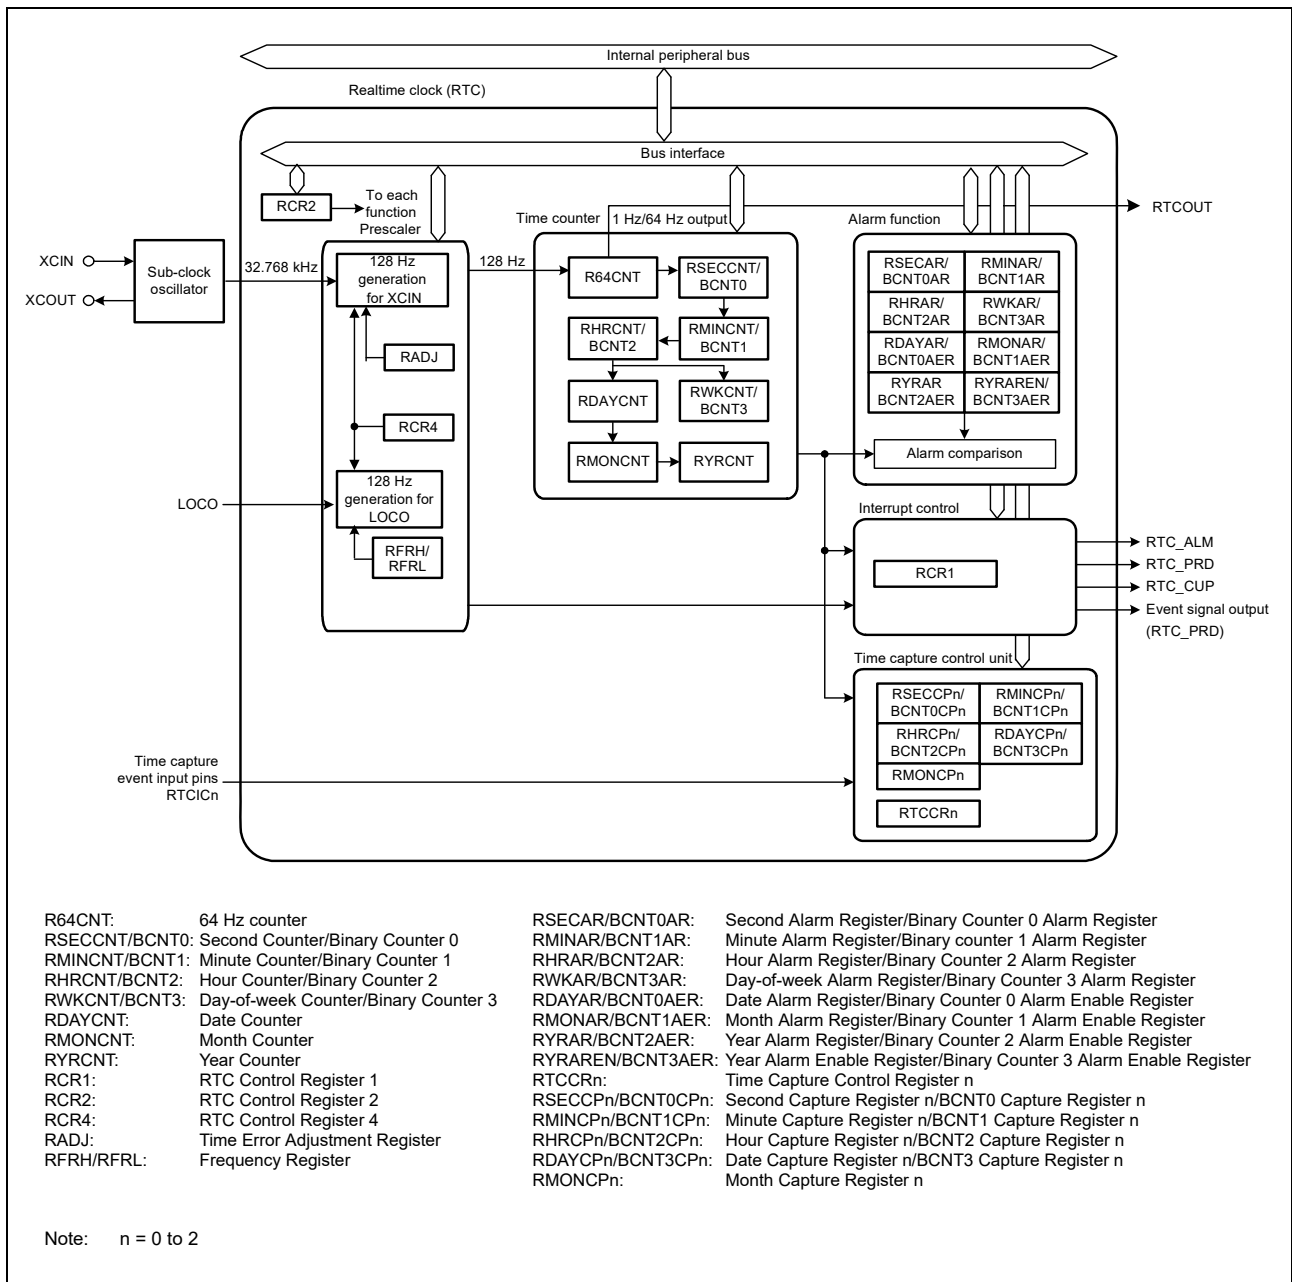 Internal peripheral bus
Realtime clock (RTC)
Bus interface
RCR2
To each
function
Prescaler
Time counter
1 Hz/64 Hz output
Alarm function
RTCOUT
XCIN
XCOUT
Sub-clock
oscillator
32.768 kHz
128 Hz
generation
for XCIN
128 Hz
RADJ
RCR4
LOCO
128 Hz
generation for
LOCO
RFRH/
RFRL
R64CNT
RSECCNT/
BCNT0
RHRCNT/
BCNT2
RMINCNT/
BCNT1
RDAYCNT
RWKCNT/
BCNT3
RMONCNT
RYRCNT
RSECAR/
BCNT0AR
RMINAR/
BCNT1AR
RHRAR/
BCNT2AR
RWKAR/
BCNT3AR
RDAYAR/
BCNT0AER
RMONAR/
BCNT1AER
RYRAR
BCNT2AER
RYRAREN/
BCNT3AER
Alarm comparison
Interrupt control
RCR1
RTC_ALM
RTC_PRD
RTC_CUP
Event signal output
(RTC_PRD)
Time capture control unit
RSECCPn/
BCNT0CPn
RMINCPn/
BCNT1CPn
RHRCPn/
BCNT2CPn
RDAYCPn/
BCNT3CPn
RMONCPn
RTCCRn
Time capture
event input pins
RTCICn
R64CNT: 64 Hz counter
RSECCNT/BCNT0: Second Counter/Binary Counter 0
RMINCNT/BCNT1: Minute Counter/Binary Counter 1
RHRCNT/BCNT2: Hour Counter/Binary Counter 2
RWKCNT/BCNT3: Day-of-week Counter/Binary Counter 3
RDAYCNT: Date Counter
RMONCNT: Month Counter
RYRCNT: Year Counter
RCR1: RTC Control Register 1
RCR2: RTC Control Register 2
RCR4: RTC Control Register 4
RADJ: Time Error Adjustment Register
RFRH/RFRL: Frequency Register
RSECAR/BCNT0AR: Second Alarm Register/Binary Counter 0 Alarm Register
RMINAR/BCNT1AR: Minute Alarm Register/Binary counter 1 Alarm Register
RHRAR/BCNT2AR: Hour Alarm Register/Binary Counter 2 Alarm Register
RWKAR/BCNT3AR: Day-of-week Alarm Register/Binary Counter 3 Alarm Register
RDAYAR/BCNT0AER: Date Alarm Register/Binary Counter 0 Alarm Enable Register
RMONAR/BCNT1AER: Month Alarm Register/Binary Counter 1 Alarm Enable Register
RYRAR/BCNT2AER: Year Alarm Register/Binary Counter 2 Alarm Enable Register
RYRAREN/BCNT3AER: Year Alarm Enable Register/Binary Counter 3 Alarm Enable Register
RTCCRn: Time Capture Control Register n
RSECCPn/BCNT0CPn: Second Capture Register n/BCNT0 Capture Register n
RMINCPn/BCNT1CPn: Minute Capture Register n/BCNT1 Capture Register n
RHRCPn/BCNT2CPn: Hour Capture Register n/BCNT2 Capture Register n
RDAYCPn/BCNT3CPn: Date Capture Register n/BCNT3 Capture Register n
RMONCPn: Month Capture Register n
Note: n = 0 to 2